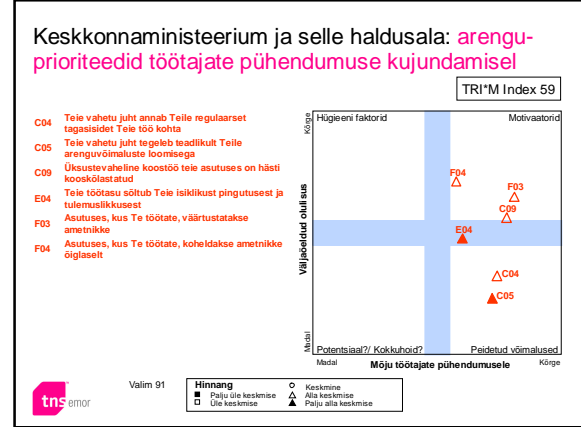 Keskkonnaministeerium ja selle haldusala: arengu-
prioriteedid töötajate pühendumuse kujundamisel
TRI*M Index 59
C04 Teie vahetu juht annab Teile regulaarset
tagasisidet Teie töö kohta
C05 Teie vahetu juht tegeleb teadlikult Teile
arenguvõimaluste loomisega
C09 Üksustevaheline koostöö teie asutuses on hästi
kooskõlastatud
E04 Teie töötasu sõltub Teie isiklikust pingutusest ja
tulemuslikkusest
F03 Asutuses, kus Te töötate, väärtustatakse
ametnikke
F04 Asutuses, kus Te töötate, koheldakse ametnikke
õiglaselt
Kõrge
Väljaöeldud olulisus
Madal
Hügieeni faktorid
Motivaatorid
F04
F03
C09
E04
C04
C05
Potentsiaal?/ Kokkuhoid?
Peidetud võimalused
Madal
Mõju töötajate pühendumusele
Kõrge
tns emor
Valim 91
Hinnang
Palju üle keskmise
Üle keskmise
Keskmine
Alla keskmise
Palju alla keskmise